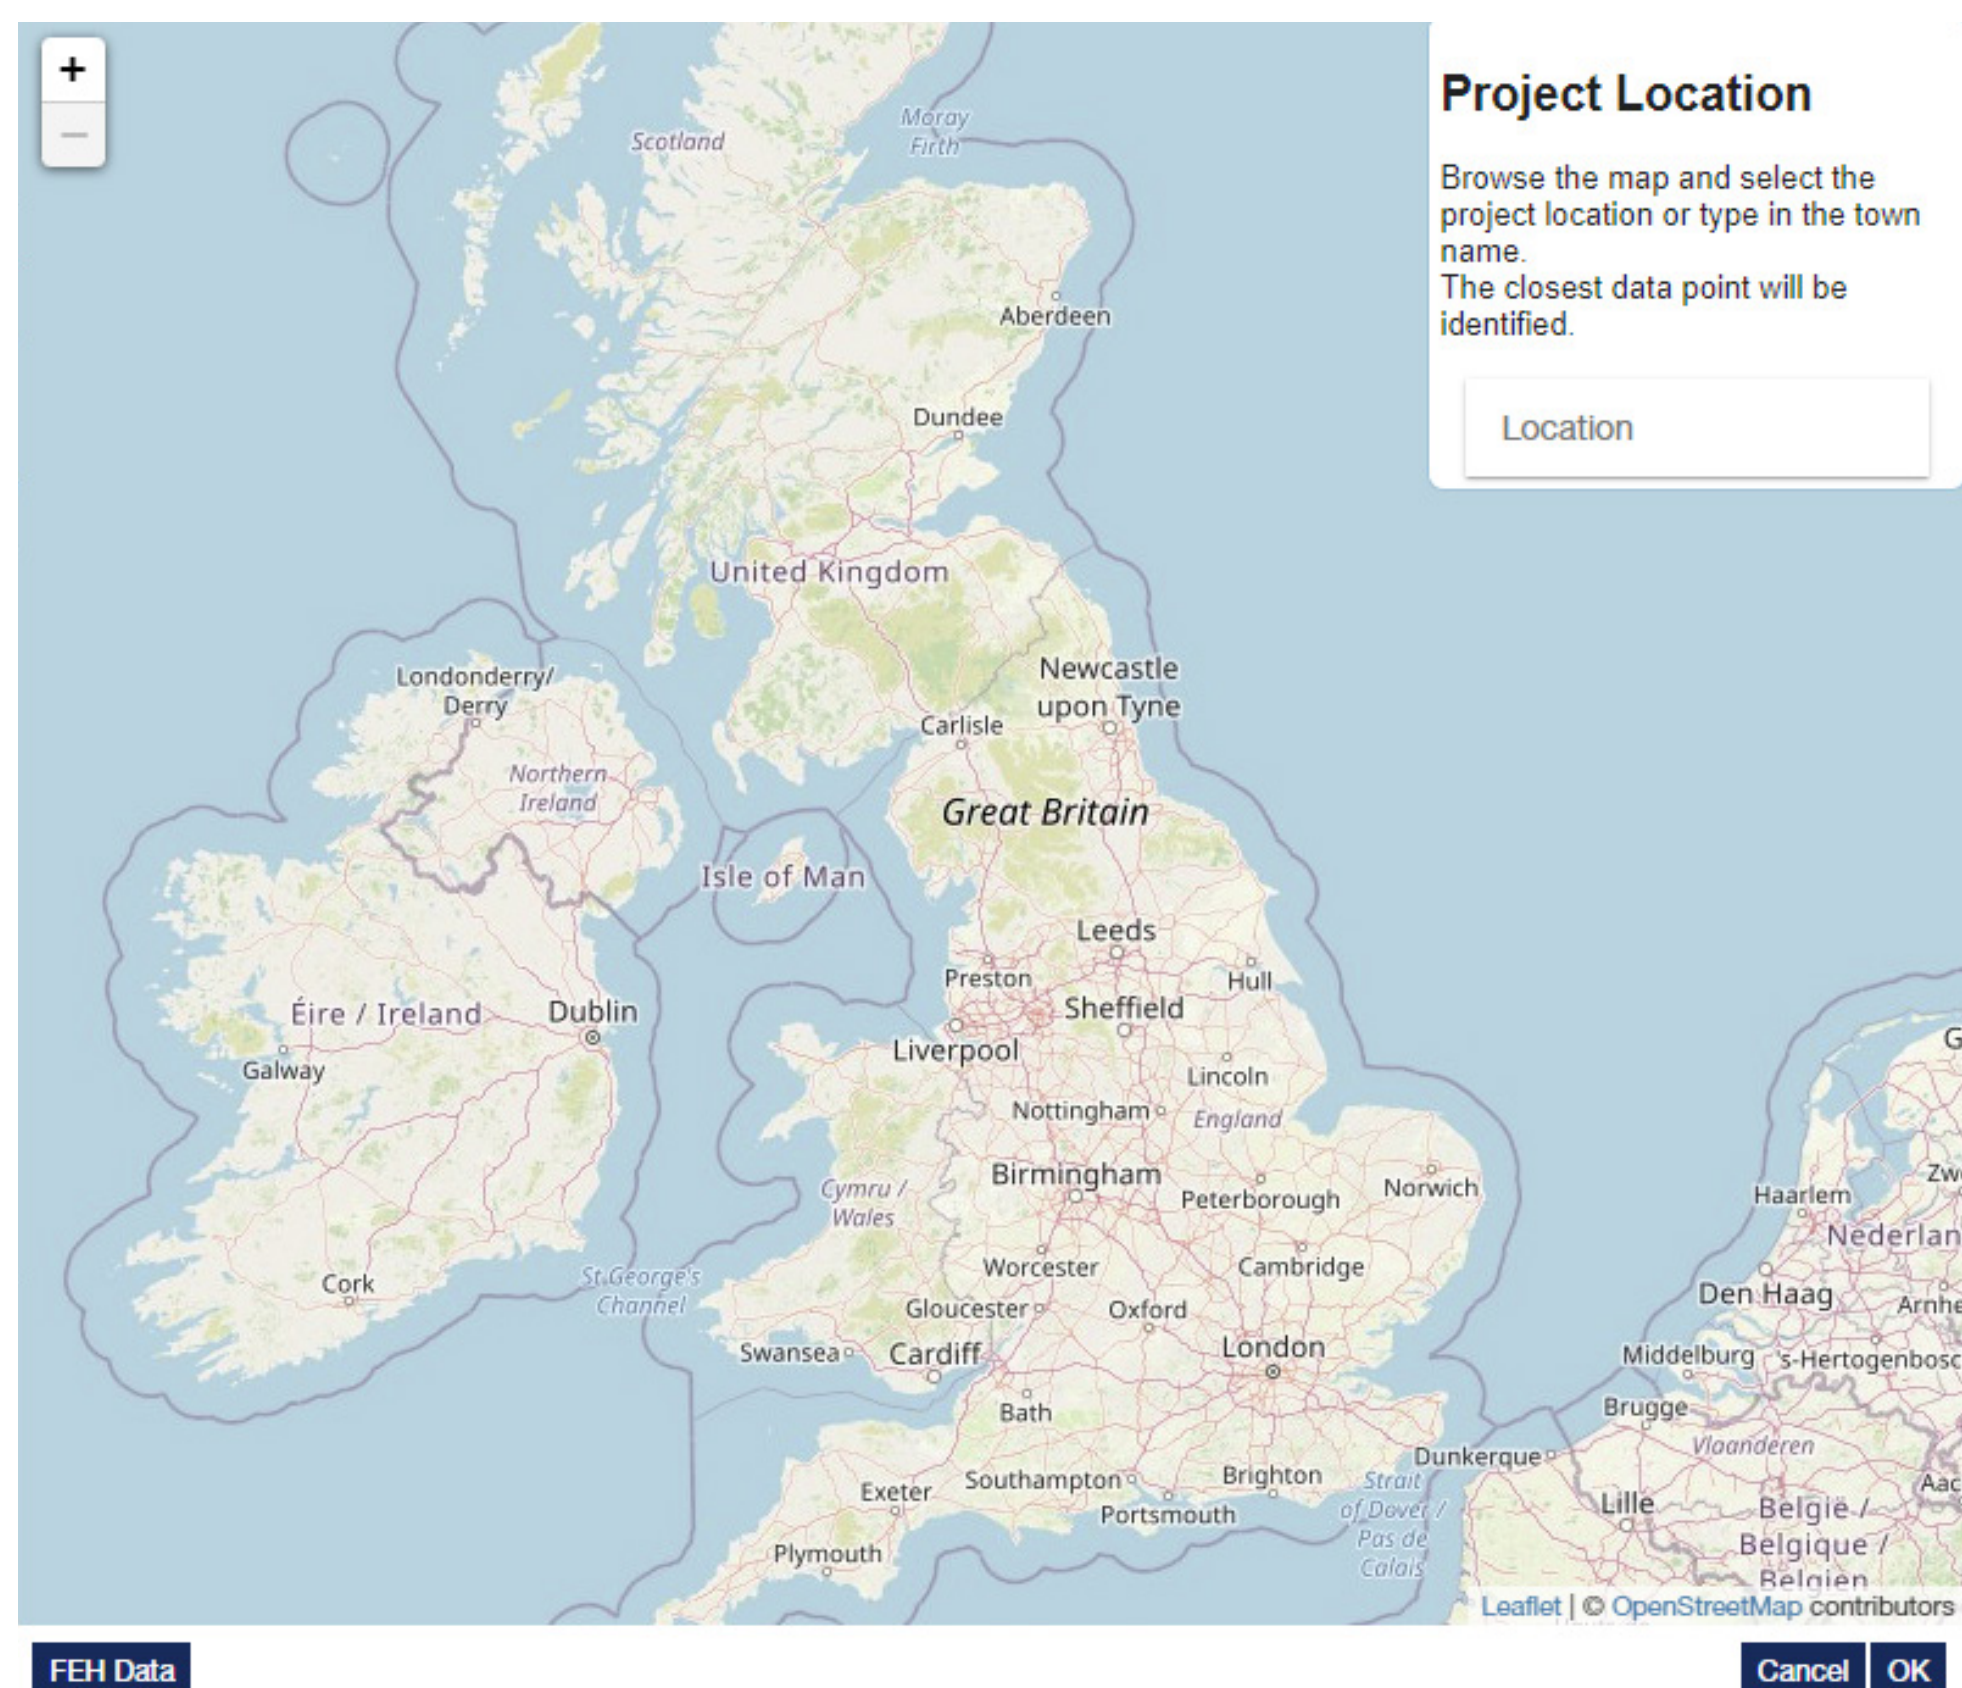 +
−
Project Location
Browse the map and select the
project location or type in the town
name.
The closest data point will be
identified.
Location
Moray
Firth
Scotland
Aberdeen
Dundee
United Kingdom
Londonderry/
Derry
Newcastle
upon Tyne
Carlisle
Northern
Ireland
Great Britain
Isle of Man
Leeds
Preston
Hull
Sheffield
Éire / Ireland
Dublin
Liverpool
Galway
Lincoln
Nottingham
England
Birmingham
Peterborough
Norwich
Cymru /
Wales
Haarlem
Zw
G
Nederlan
Worcester
Cambridge
Cork
St George's
Channel
Gloucester
Oxford
Den Haag
Arnhe
Swansea
Cardiff
London
Middelburg
's-Hertogenbosc
Bath
Brugge
Vlaanderen
Dunkerque
Exeter
Southampton
Brighton
Strait
of Dover /
Pas de
Calais
Portsmouth
Lille
Aac
België /
Belgique /
Belgien
Plymouth
Leaflet | © OpenStreetMap contributors
FEH Data
Cancel
OK